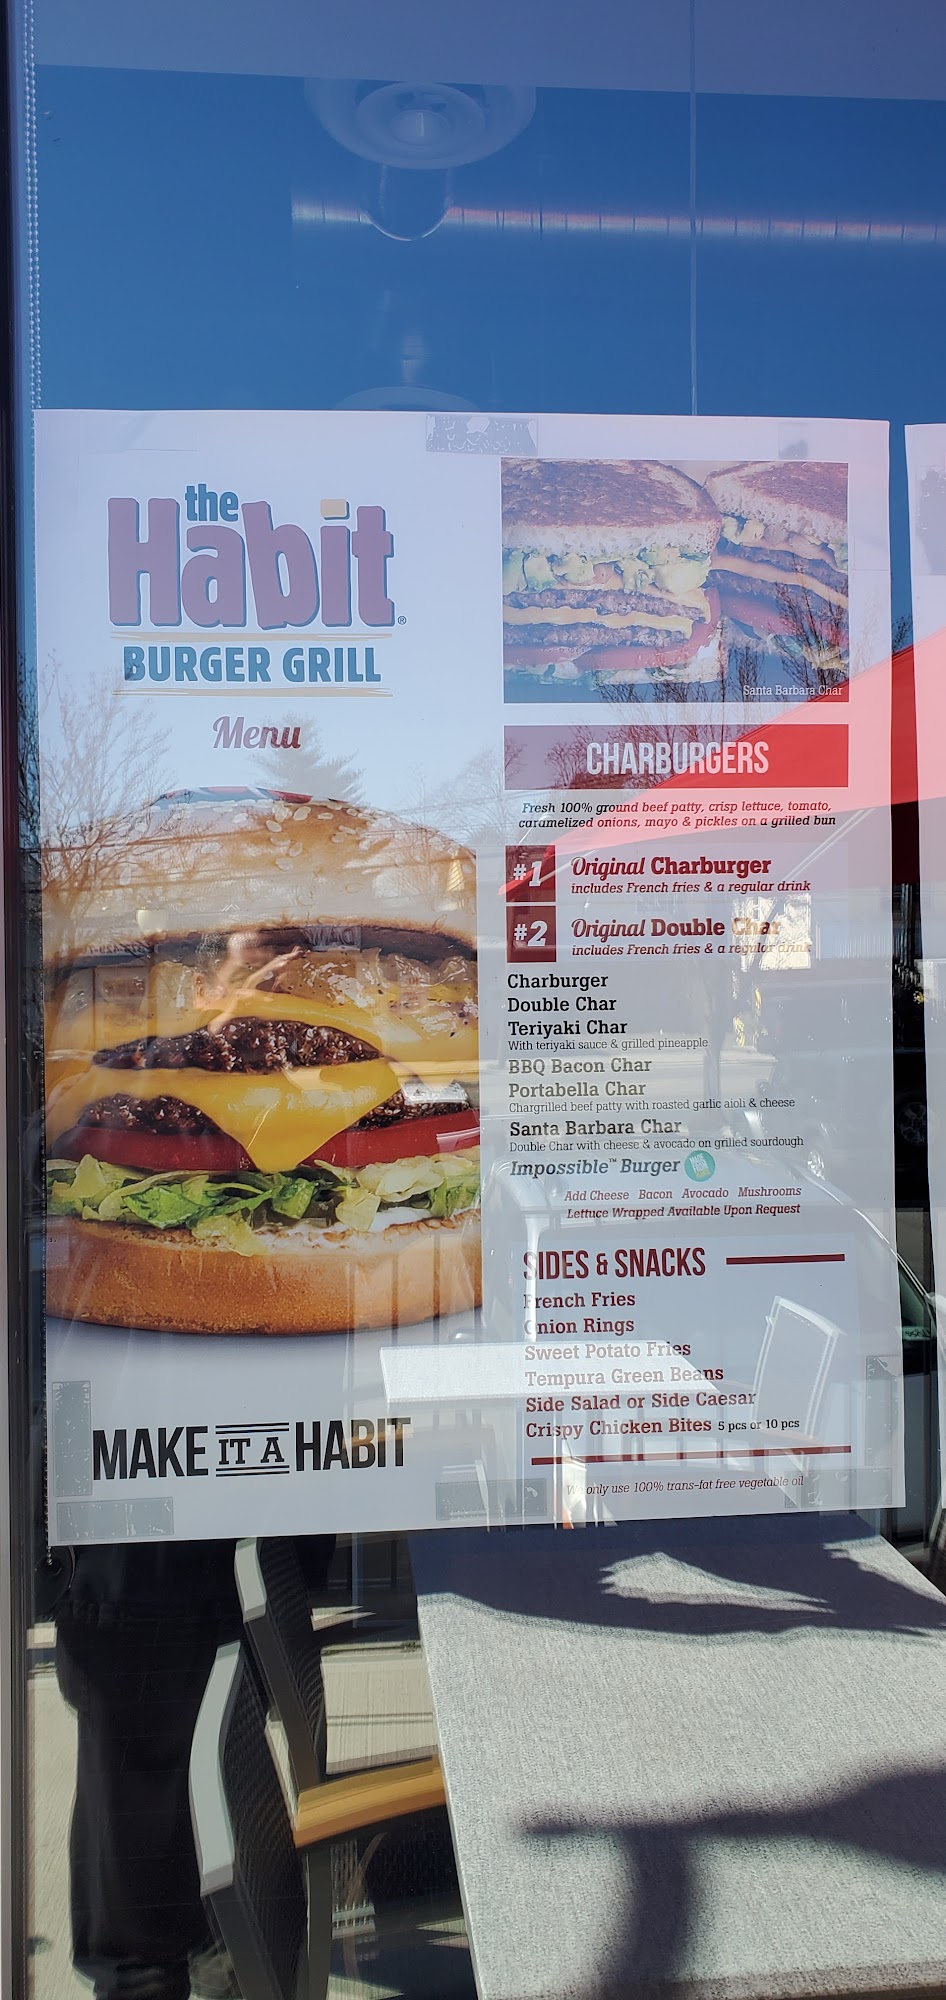 the
Habit®
BURGER GRILL
Menu
MAKE IT A HABIT
Santa Barbara Char
CHARBURGERS
Fresh 100% ground beef patty, crisp lettuce, tomato,
caramelized onions, mayo & pickles on a grilled bun
#1 Original Charburger
includes French fries & a regular drink
#2 Original Double Char
includes French fries & a regular drink
Charburger
Double Char
Teriyaki Char
With teriyaki sauce & grilled pineapple
BBQ Bacon Char
Portabella Char
Chargrilled beef patty with roasted garlic aioli & cheese
Santa Barbara Char
Double Char with cheese & avocado on grilled sourdough
Impossible™ Burger
Add Cheese Bacon Avocado Mushrooms
Lettuce Wrapped Available Upon Request
SIDES & SNACKS
French Fries
Onion Rings
Sweet Potato Fries
Tempura Green Beans
Side Salad or Side Caesar
Crispy Chicken Bites 5 pcs or 10 pcs
We only use 100% trans-fat free vegetable oil